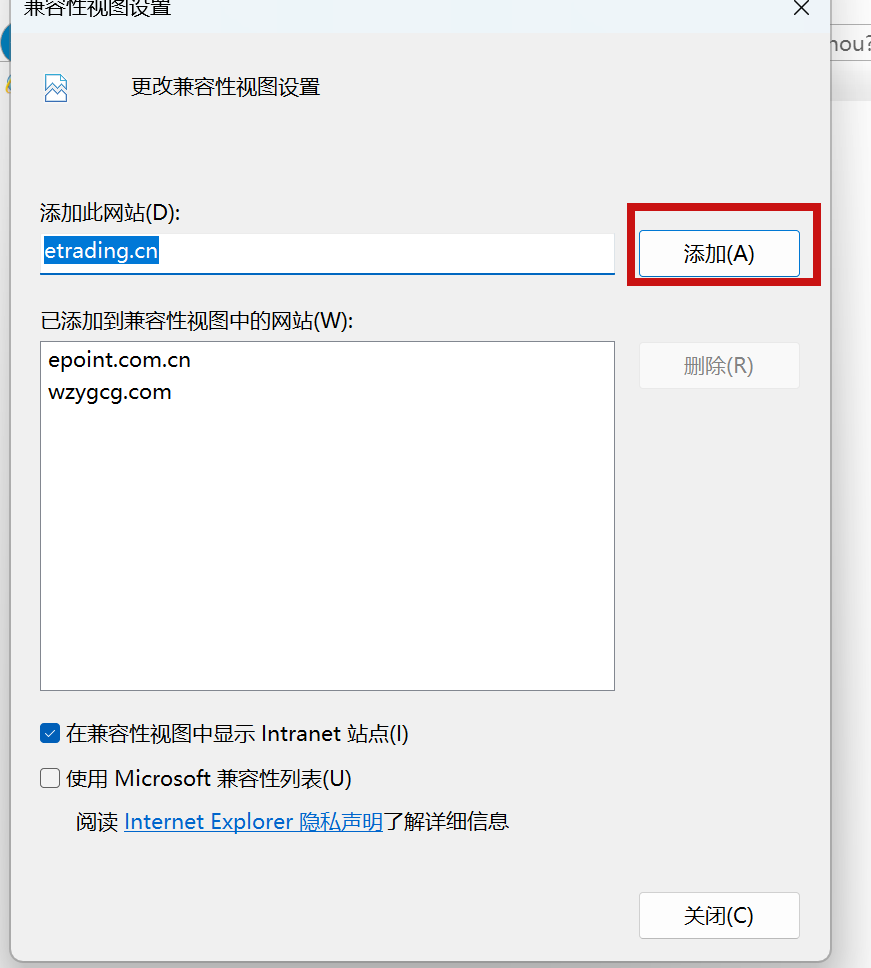 兼容性视图设置
hou?
更改兼容性视图设置
添加此网站(D):
etrading.cn
添加(A)
已添加到兼容性视图中的网站(W):
epoint.com.cn
wzygcg.com
删除(R)
在兼容性视图中显示 Intranet 站点(I)
使用 Microsoft 兼容性列表(U)
阅读 Internet Explorer 隐私声明了解详细信息
关闭(C)